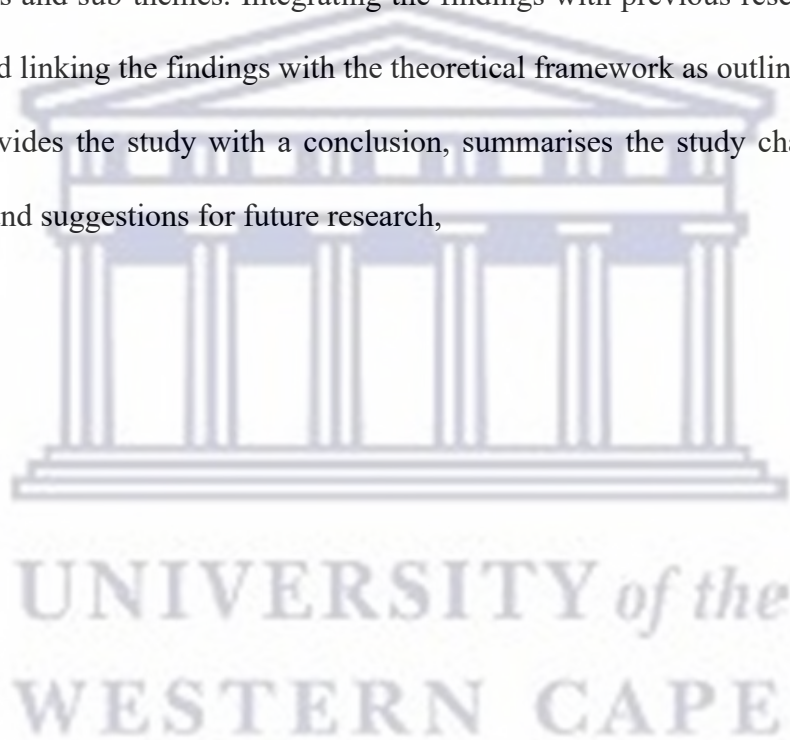 s and sub-themes. Integrating the findings with previous rese
d linking the findings with the theoretical framework as outlin
vides the study with a conclusion, summarises the study cha
nd suggestions for future research,
UNIVERSITY of the
WESTERN CAPE